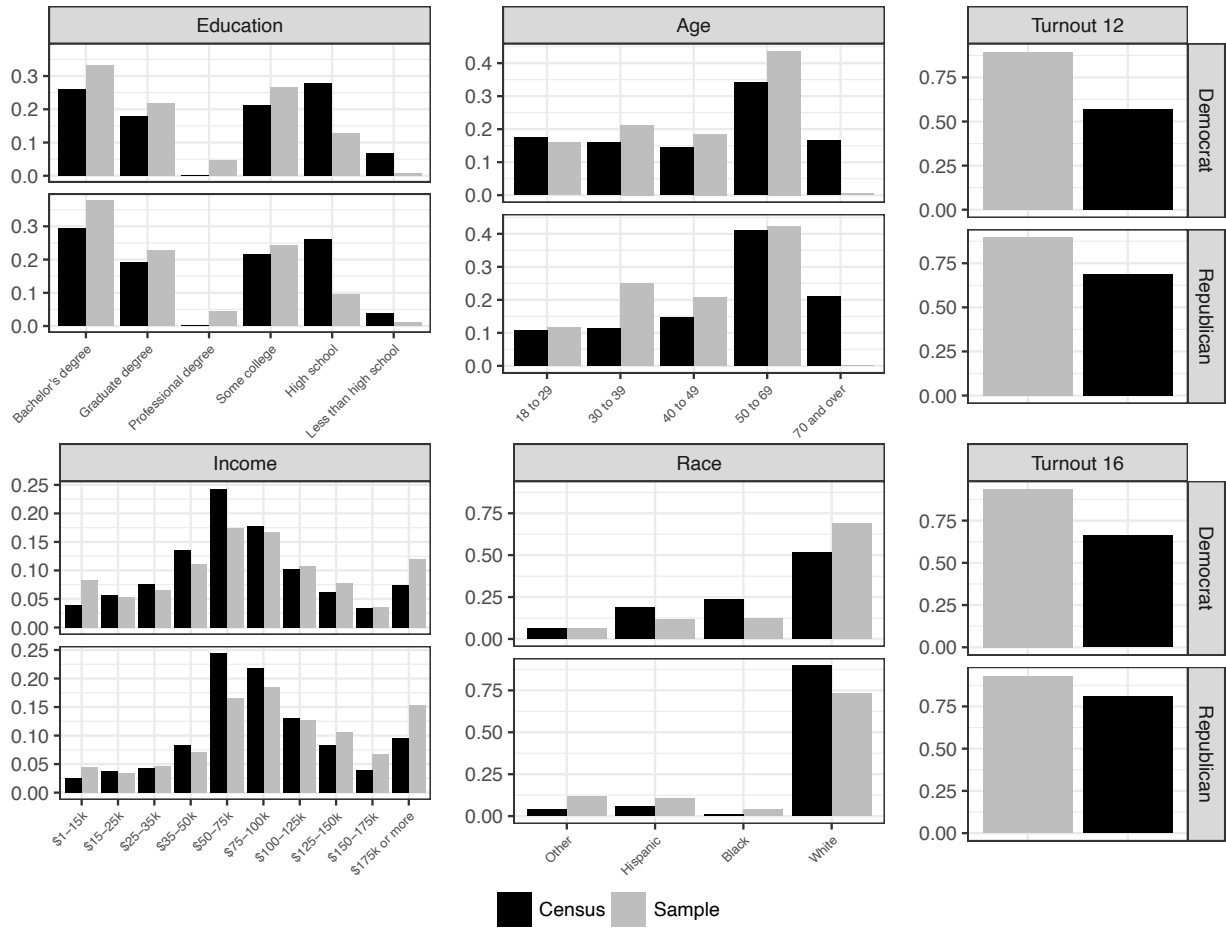 Education
0.3
0.2
0.1
0.0
0.3
0.2
0.1
0.0
Bachelor's degree
Graduate degree
Professional degree
Some college
High school
Less than high school
Age
0.4
0.3
0.2
0.1
0.0
0.4
0.3
0.2
0.1
0.0
18 to 29
30 to 39
40 to 49
50 to 69
70 and over
Turnout 12
0.75
0.50
0.25
0.00
Democrat
0.75
0.50
0.25
0.00
Republican
Income
0.25
0.20
0.15
0.10
0.05
0.00
0.25
0.20
0.15
0.10
0.05
0.00
$1–15k
$15–25k
$25–35k
$35–50k
$50–75k
$75–100k
$100–125k
$125–150k
$150–175k
$175k or more
Race
0.75
0.50
0.25
0.00
0.75
0.50
0.25
0.00
Other
Hispanic
Black
White
Turnout 16
0.75
0.50
0.25
0.00
Democrat
0.75
0.50
0.25
0.00
Republican
Census
Sample